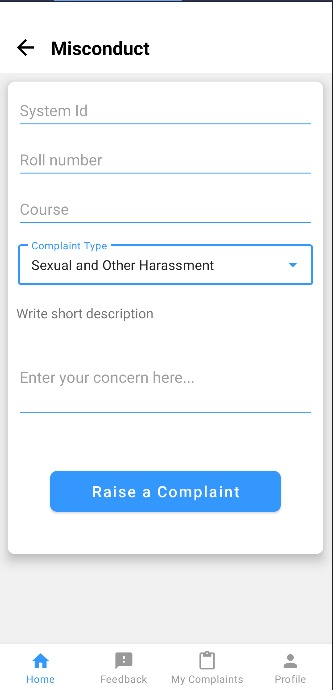 Misconduct
System Id
Roll number
Course
Complaint Type
Sexual and Other Harassment
Write short description
Enter your concern here...
Raise a Complaint
Home Feedback My Complaints Profile